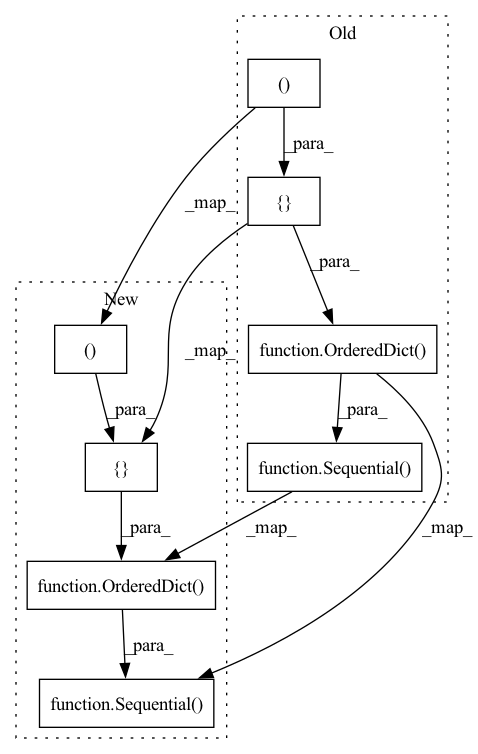 Old
()
_para_
_map_
{}
_para_
New
()
_map_
function.OrderedDict()
_para_
_para_
{}
function.Sequential()
_para_
_map_
_map_
function.OrderedDict()
_para_
function.Sequential()